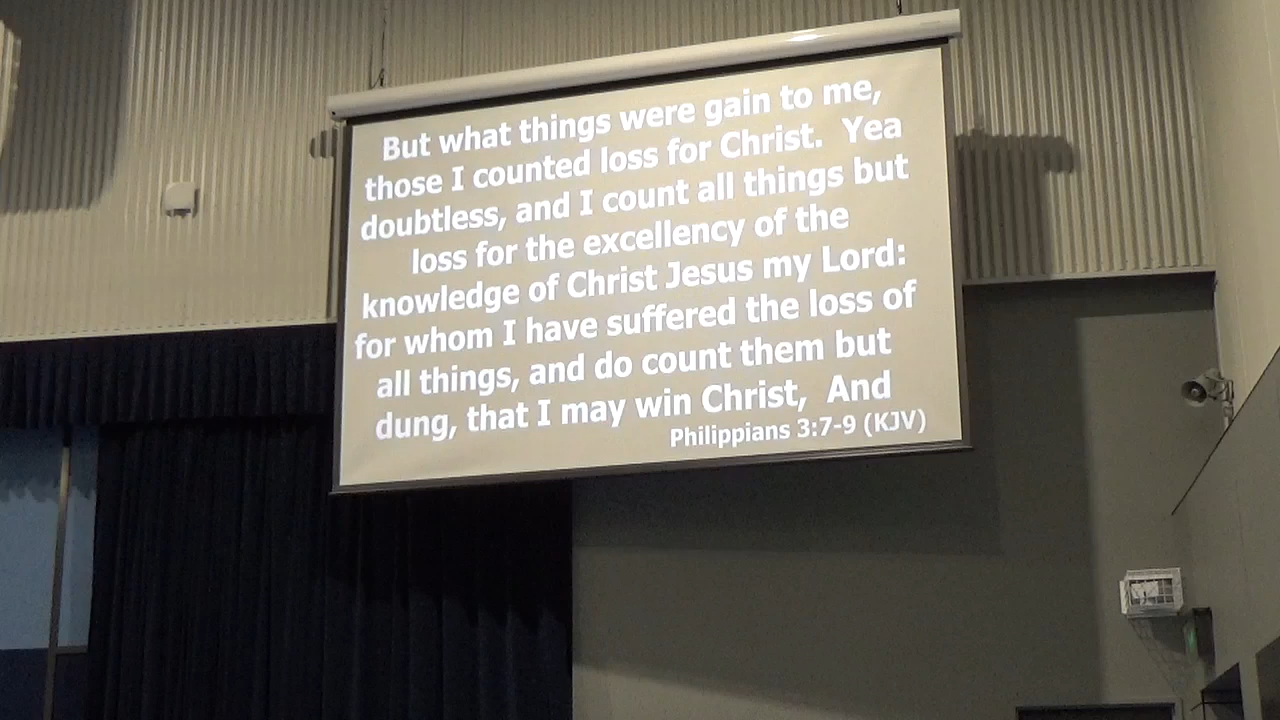 But what things were gain to me,
those I counted loss for Christ.  Yea
doubtless, and I count all things but
loss for the excellency of the
knowledge of Christ Jesus my Lord:
for whom I have suffered the loss of
all things, and do count them but
dung, that I may win Christ,  And
Philippians 3:7-9 (KJV)